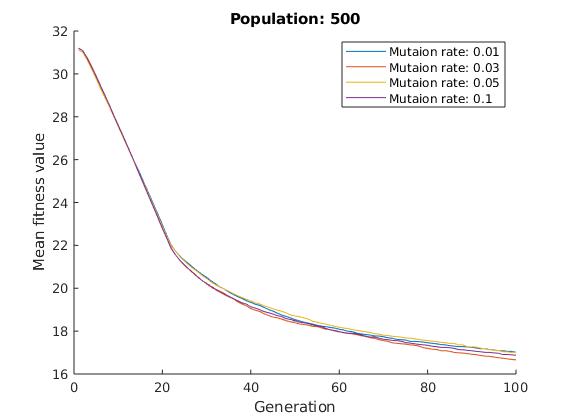 Population: 500
32
30
28
26
24
22
20
18
16
Mean fitness value
Mutaion rate: 0.01
Mutaion rate: 0.03
Mutaion rate: 0.05
Mutaion rate: 0.1
0 20 40 60 80 100
Generation